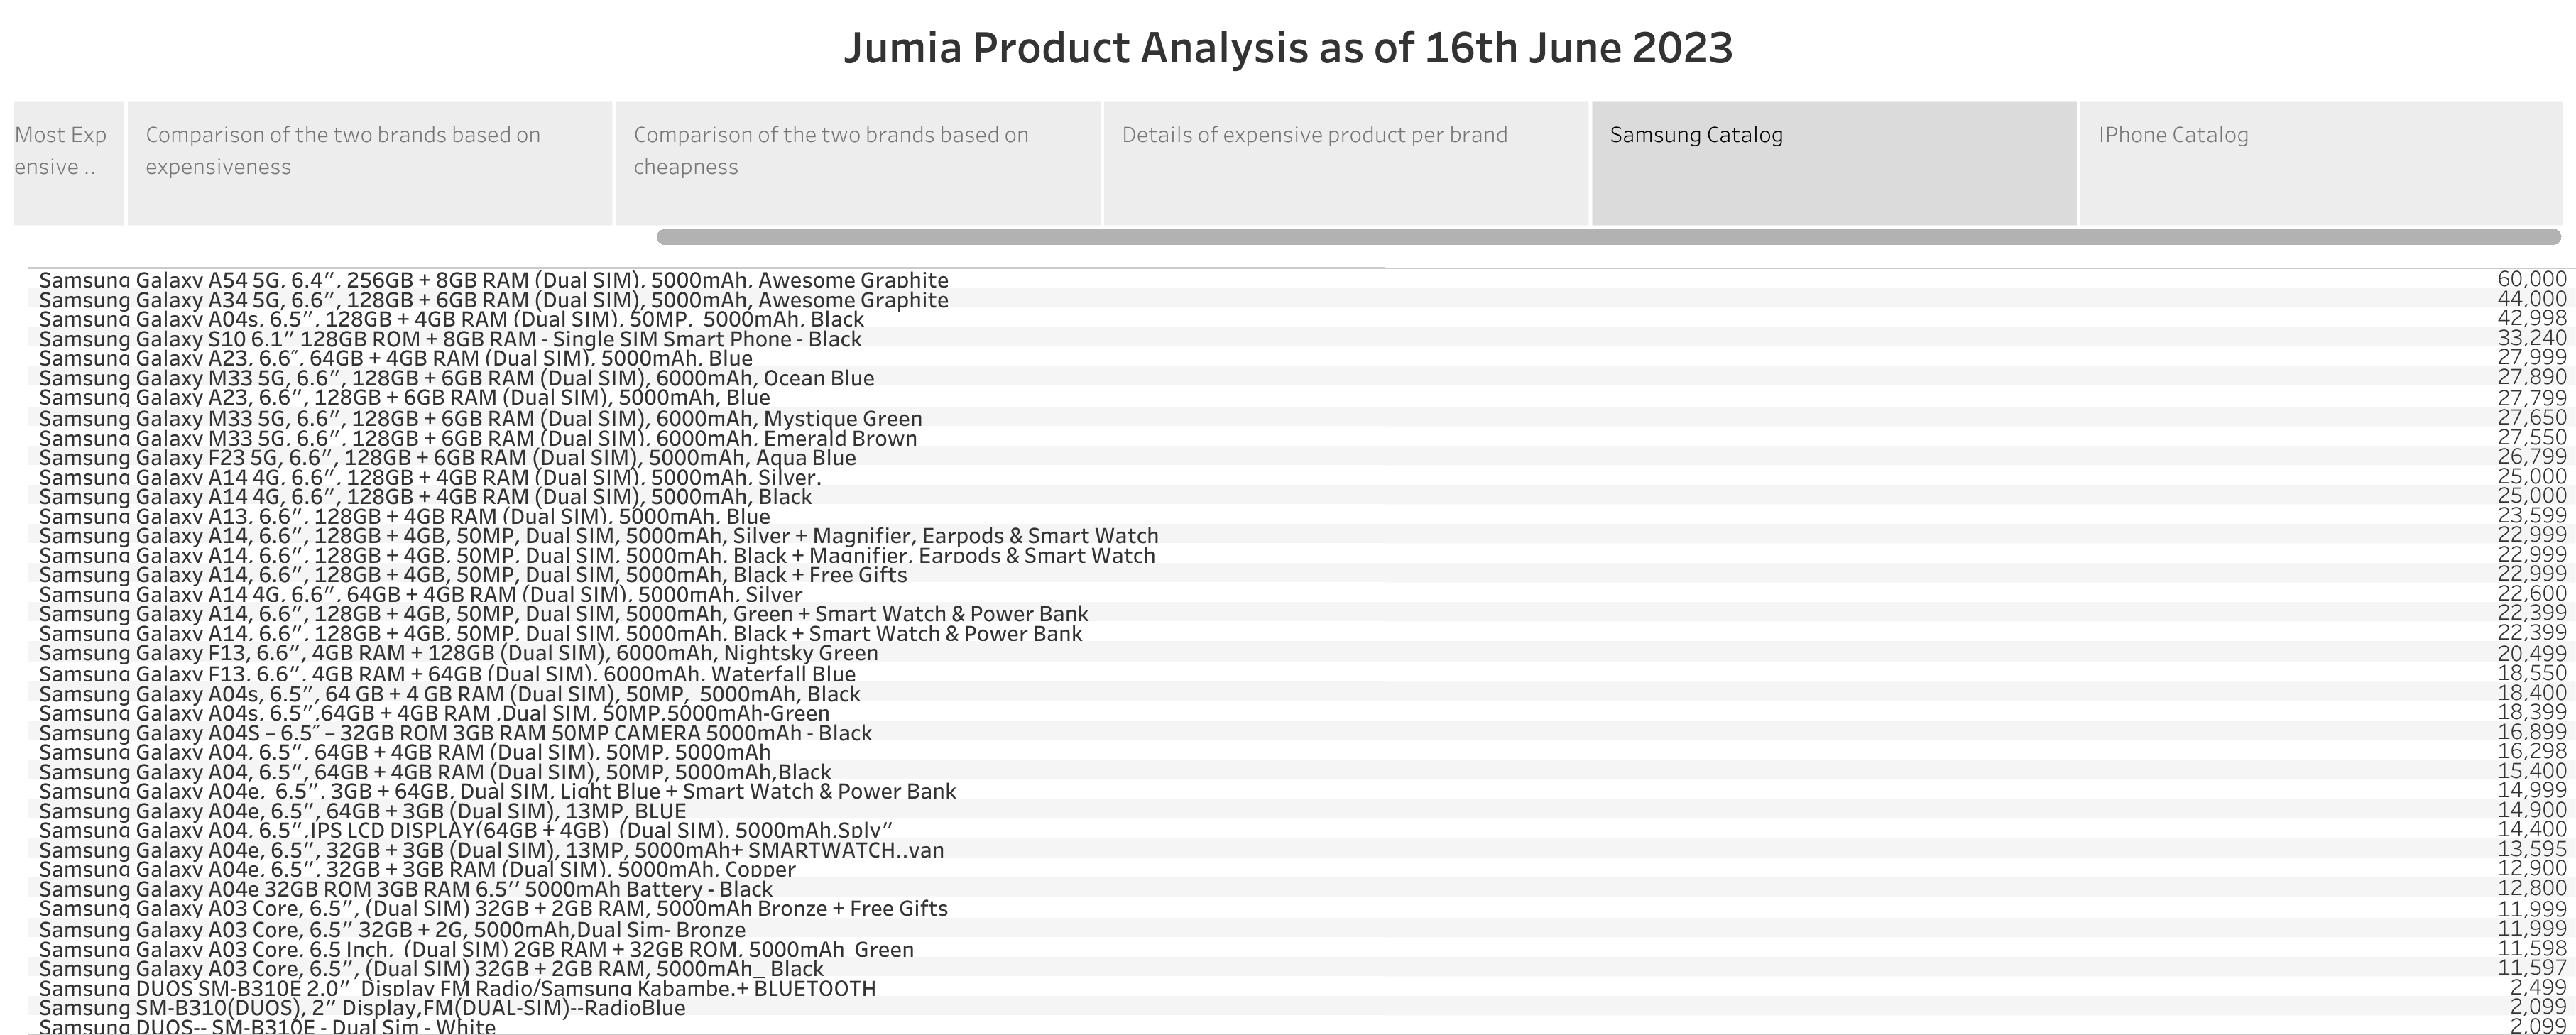 Jumia Product Analysis as of 16th June 2023
Most Exp
ensive ..
Comparison of the two brands based on
expensiveness
Comparison of the two brands based on
cheapness
Details of expensive product per brand
Samsung Catalog
IPhone Catalog
Samsung Galaxy A54 5G, 6.4”, 256GB + 8GB RAM (Dual SIM), 5000mAh, Awesome Graphite 60,000
Samsung Galaxy A34 5G, 6.6”, 128GB + 6GB RAM (Dual SIM), 5000mAh, Awesome Graphite 44,000
Samsung Galaxy A04s, 6.5”, 128GB + 4GB RAM (Dual SIM), 50MP,  5000mAh, Black 42,998
Samsung Galaxy S10 6.1” 128GB ROM + 8GB RAM - Single SIM Smart Phone - Black 33,240
Samsung Galaxy A23, 6.6”, 64GB + 4GB RAM (Dual SIM), 5000mAh, Blue 27,999
Samsung Galaxy M33 5G, 6.6”, 128GB + 6GB RAM (Dual SIM), 6000mAh, Ocean Blue 27,890
Samsung Galaxy A23, 6.6”, 128GB + 6GB RAM (Dual SIM), 5000mAh, Blue 27,799
Samsung Galaxy M33 5G, 6.6”, 128GB + 6GB RAM (Dual SIM), 6000mAh, Mystique Green 27,650
Samsung Galaxy M33 5G, 6.6”, 128GB + 6GB RAM (Dual SIM), 6000mAh, Emerald Brown 27,550
Samsung Galaxy F23 5G, 6.6”, 128GB + 6GB RAM (Dual SIM), 5000mAh, Aqua Blue 26,799
Samsung Galaxy A14 4G, 6.6”, 128GB + 4GB RAM (Dual SIM), 5000mAh, Silver. 25,000
Samsung Galaxy A14 4G, 6.6”, 128GB + 4GB RAM (Dual SIM), 5000mAh, Black 25,000
Samsung Galaxy A13, 6.6”, 128GB + 4GB RAM (Dual SIM), 5000mAh, Blue 23,599
Samsung Galaxy A14, 6.6”, 128GB + 4GB, 50MP, Dual SIM, 5000mAh, Silver + Magnifier, Earpods & Smart Watch 22,999
Samsung Galaxy A14, 6.6”, 128GB + 4GB, 50MP, Dual SIM, 5000mAh, Black + Magnifier, Earpods & Smart Watch 22,999
Samsung Galaxy A14, 6.6”, 128GB + 4GB, 50MP, Dual SIM, 5000mAh, Black + Free Gifts 22,999
Samsung Galaxy A14 4G, 6.6”, 64GB + 4GB RAM (Dual SIM), 5000mAh, Silver 22,600
Samsung Galaxy A14, 6.6”, 128GB + 4GB, 50MP, Dual SIM, 5000mAh, Green + Smart Watch & Power Bank 22,399
Samsung Galaxy A14, 6.6”, 128GB + 4GB, 50MP, Dual SIM, 5000mAh, Black + Smart Watch & Power Bank 22,399
Samsung Galaxy F13, 6.6”, 4GB RAM + 128GB (Dual SIM), 6000mAh, Nightsky Green 20,499
Samsung Galaxy F13, 6.6”, 4GB RAM + 64GB (Dual SIM), 6000mAh, Waterfall Blue 18,550
Samsung Galaxy A04s, 6.5”, 64 GB + 4 GB RAM (Dual SIM), 50MP,  5000mAh, Black 18,400
Samsung Galaxy A04s, 6.5”,64GB + 4GB RAM ,Dual SIM, 50MP,5000mAh-Green 18,399
Samsung Galaxy A04S – 6.5″ – 32GB ROM 3GB RAM 50MP CAMERA 5000mAh - Black 16,899
Samsung Galaxy A04, 6.5”, 64GB + 4GB RAM (Dual SIM), 50MP, 5000mAh 16,298
Samsung Galaxy A04, 6.5”, 64GB + 4GB RAM (Dual SIM), 50MP, 5000mAh,Black 15,400
Samsung Galaxy A04e,  6.5”, 3GB + 64GB, Dual SIM, Light Blue + Smart Watch & Power Bank 14,999
Samsung Galaxy A04e, 6.5”, 64GB + 3GB (Dual SIM), 13MP, BLUE 14,900
Samsung Galaxy A04, 6.5”,IPS LCD DISPLAY(64GB + 4GB)  (Dual SIM), 5000mAh,Sply” 14,400
Samsung Galaxy A04e, 6.5”, 32GB + 3GB (Dual SIM), 13MP, 5000mAh+ SMARTWATCH..van 13,595
Samsung Galaxy A04e, 6.5”, 32GB + 3GB RAM (Dual SIM), 5000mAh, Copper 12,900
Samsung Galaxy A04e 32GB ROM 3GB RAM 6.5’’ 5000mAh Battery - Black 12,800
Samsung Galaxy A03 Core, 6.5”, (Dual SIM) 32GB + 2GB RAM, 5000mAh Bronze + Free Gifts 11,999
Samsung Galaxy A03 Core, 6.5” 32GB + 2G, 5000mAh,Dual Sim- Bronze 11,999
Samsung Galaxy A03 Core, 6.5 Inch,  (Dual SIM) 2GB RAM + 32GB ROM, 5000mAh  Green 11,598
Samsung Galaxy A03 Core, 6.5”, (Dual SIM) 32GB + 2GB RAM, 5000mAh_ Black 11,597
Samsung DUOS SM-B310E 2.0”  Display FM Radio/Samsung Kabambe,+ BLUETOOTH 2,499
Samsung SM-B310(DUOS), 2” Display,FM(DUAL-SIM)--RadioBlue 2,099
Samsung DUOS-- SM-B310E - Dual Sim - White 2,099